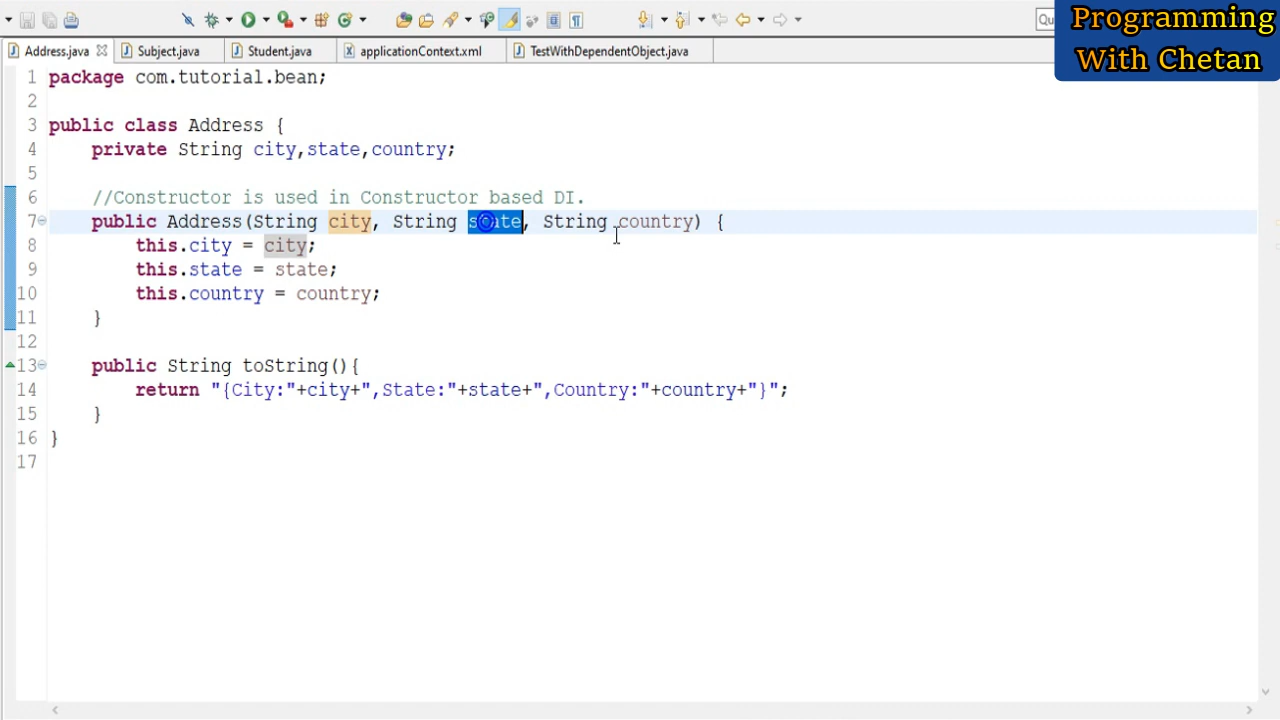 Qu
Programming
With Chetan
Address.java
Subject.java
Student.java
applicationContext.xml
TestWithDependentObject.java
1 package com.tutorial.bean;
2
3 public class Address {
4 private String city,state,country;
5
6 //Constructor is used in Constructor based DI.
7 public Address(String city, String state, String country) {
8 this.city = city;
9 this.state = state;
10 this.country = country;
11 }
12
13 public String toString(){
14 return "{City:"+city+",State:"+state+",Country:"+country+"}";
15 }
16 }
17